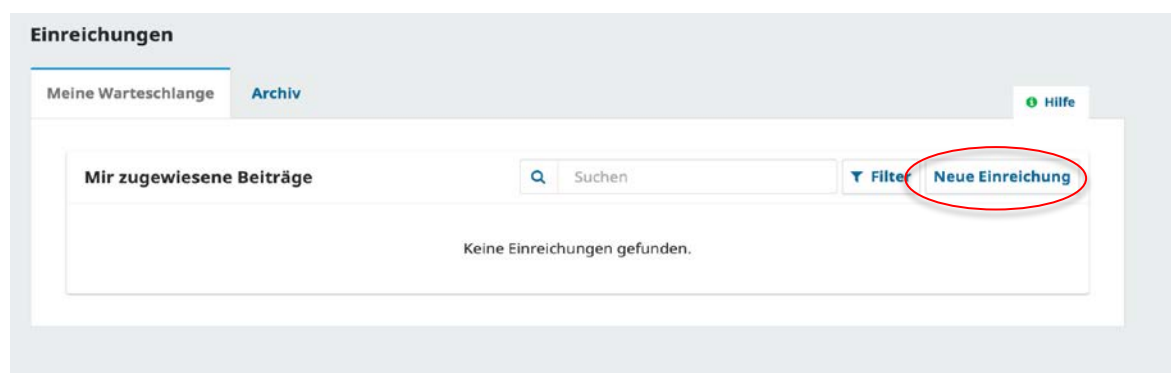 Einreichungen
Meine Warteschlange Archiv
Hilfe
Mir zugewiesene Beiträge Suchen Filter Neue Einreichung
Keine Einreichungen gefunden.